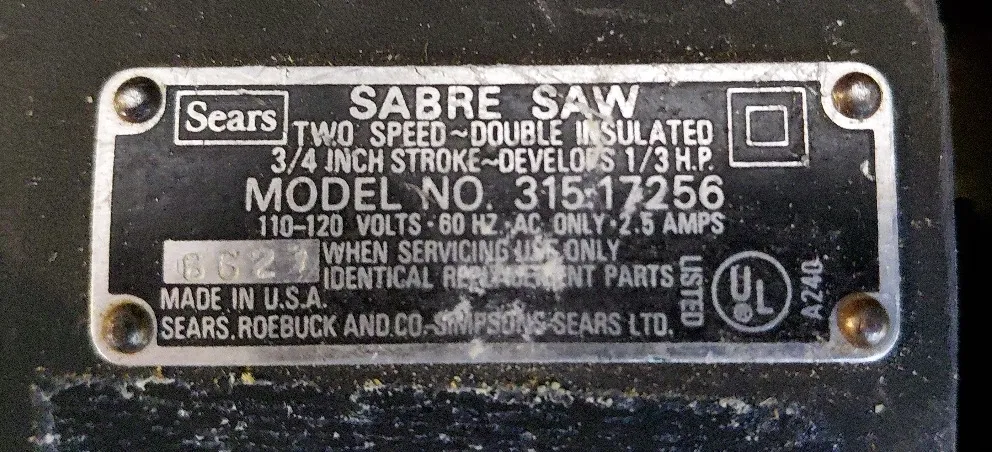 Sears
SABRE SAW
TWO SPEED~DOUBLE INSULATED
3/4 INCH STROKE~DEVELOPS 1/3 H.P.
MODEL NO. 315.17256
110-120 VOLTS·60 HZ.·AC ONLY·2.5 AMPS
WHEN SERVICING USE ONLY
IDENTICAL REPLACEMENT PARTS
MADE IN U.S.A.
SEARS, ROEBUCK AND CO.-SIMPSONS-SEARS LTD.
LISTED
UL
®
A240